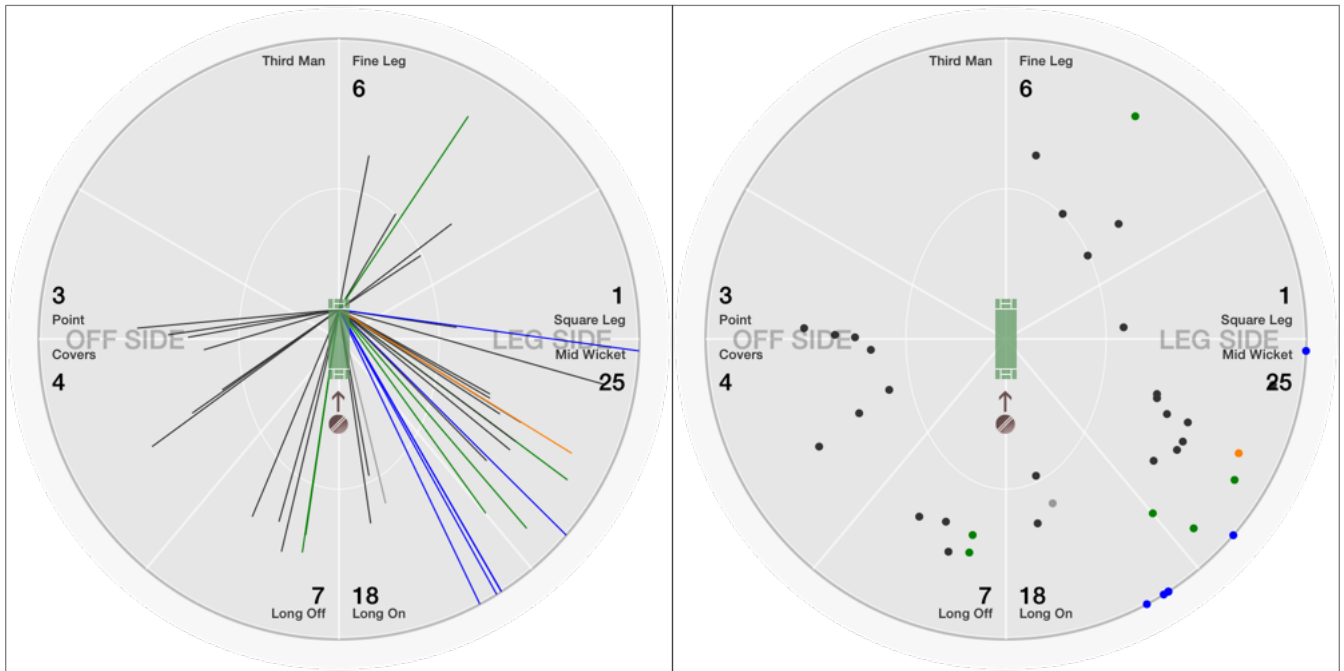 Third Man Fine Leg
6
3 1
Point Square Leg
OFF SIDE LEG SIDE
Covers Mid Wicket
4 25
7 18
Long Off Long On
Third Man Fine Leg
6
3 1
Point Square Leg
OFF SIDE LEG SIDE
Covers Mid Wicket
4 25
7 18
Long Off Long On